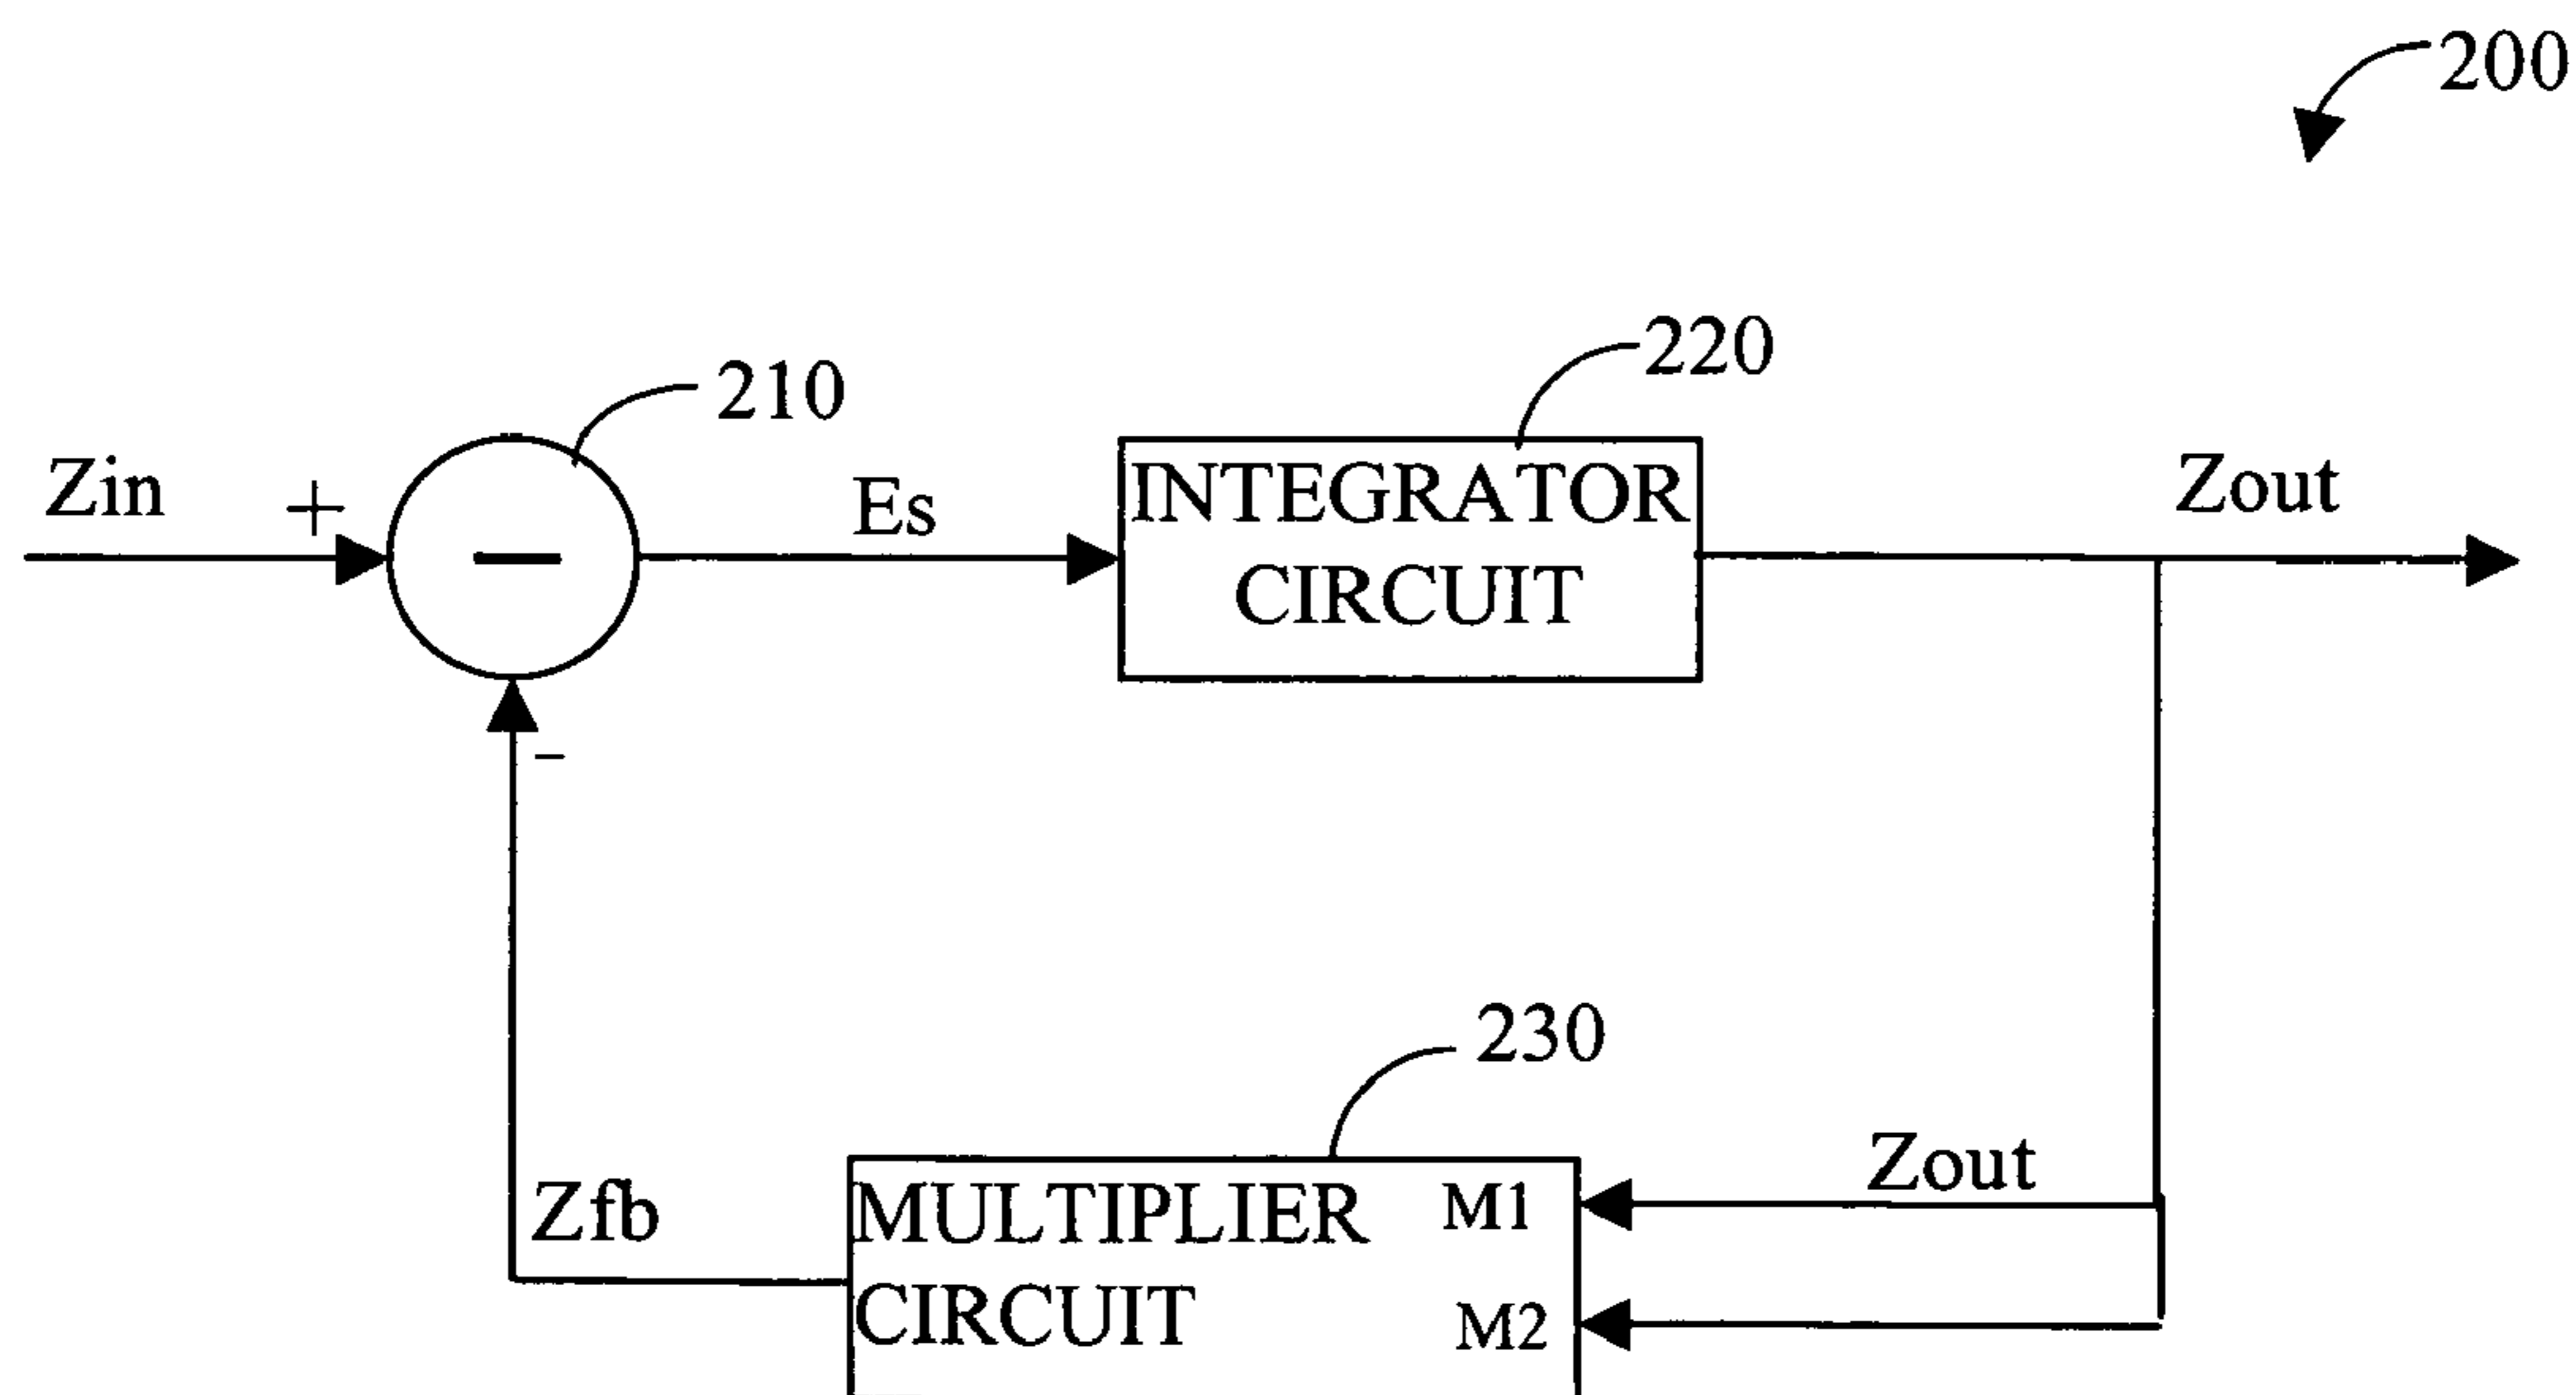 200
210
220
Zin
+
−
Es
INTEGRATOR
CIRCUIT
Zout
-
230
Zfb
MULTIPLIER
CIRCUIT
M1
M2
Zout